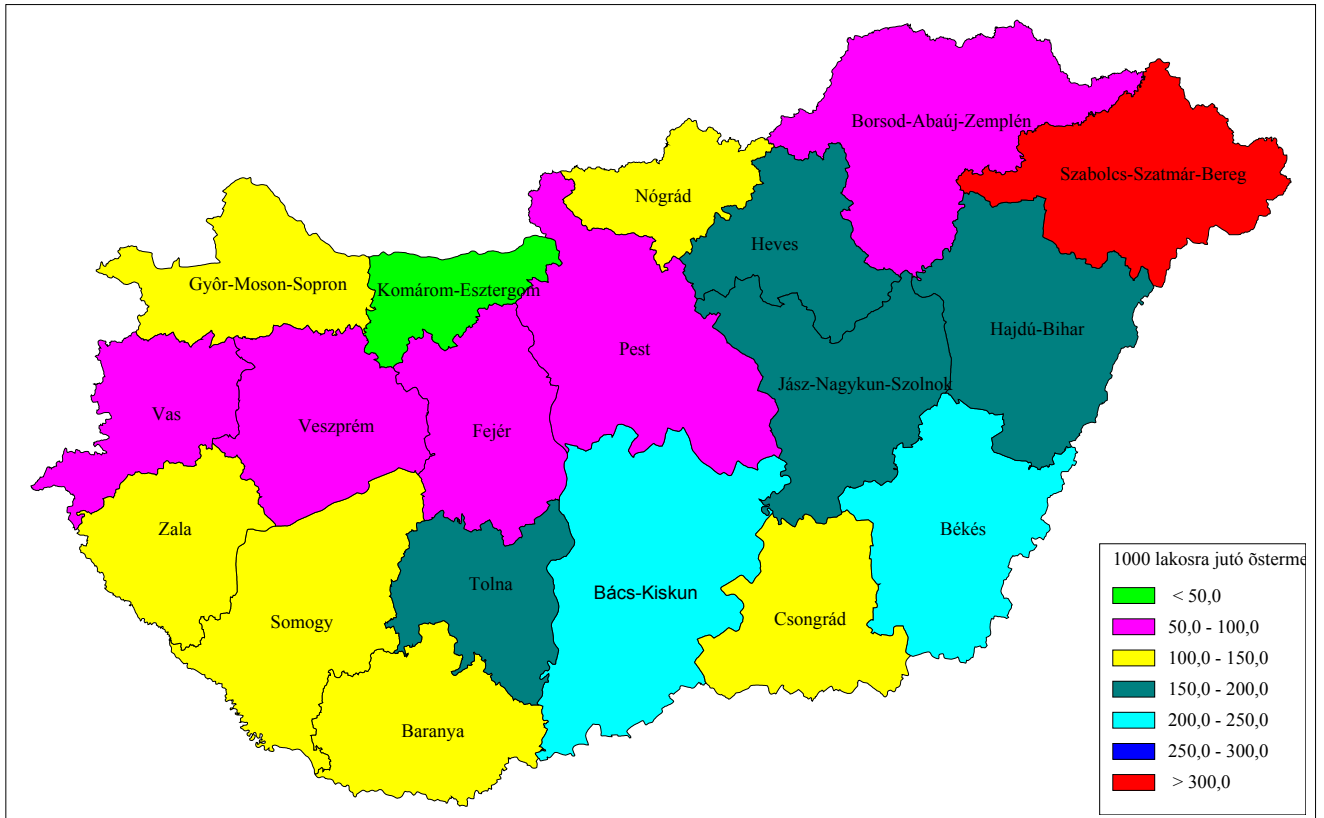 Borsod-Abaúj-Zemplén
Szabolcs-Szatmár-Bereg
Nógrád
Heves
Gyôr-Moson-Sopron
Komárom-Esztergom
Hajdú-Bihar
Pest
Jász-Nagykun-Szolnok
Vas
Veszprém
Fejér
Zala
Békés
Tolna
Bács-Kiskun
Somogy
Csongrád
Baranya
1000 lakosra jutó õsterme
< 50,0
50,0 - 100,0
100,0 - 150,0
150,0 - 200,0
200,0 - 250,0
250,0 - 300,0
> 300,0